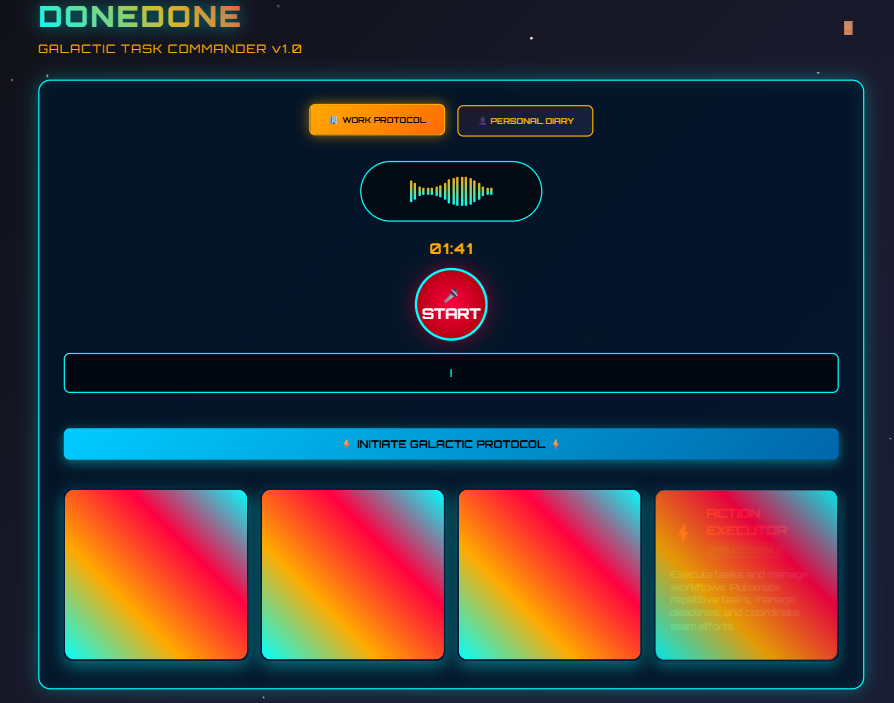 DONEDONE
GALACTIC TASK COMMANDER v1.0
WORK PROTOCOL
PERSONAL DIARY
01:41
START
INITIATE GALACTIC PROTOCOL
ACTION
EXECUTOR
Execute tasks and manage
workflows. Automate
repetitive tasks, manage
deadlines, and coordinate
team efforts.